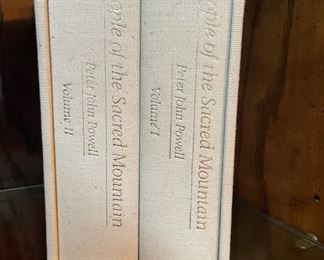 ople of the Sacred Mountain
Peter John Powell
Volume II
ople of the Sacred Mountain
Peter John Powell
Volume I